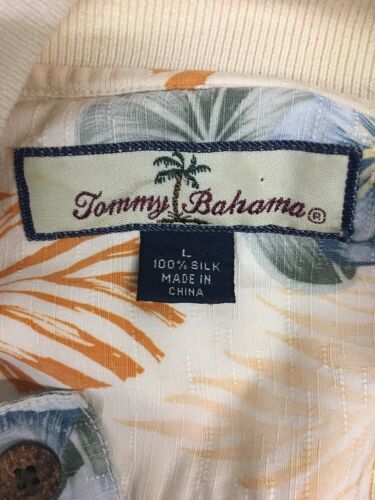 Tommy Bahama®
L
100% SILK
MADE IN
CHINA